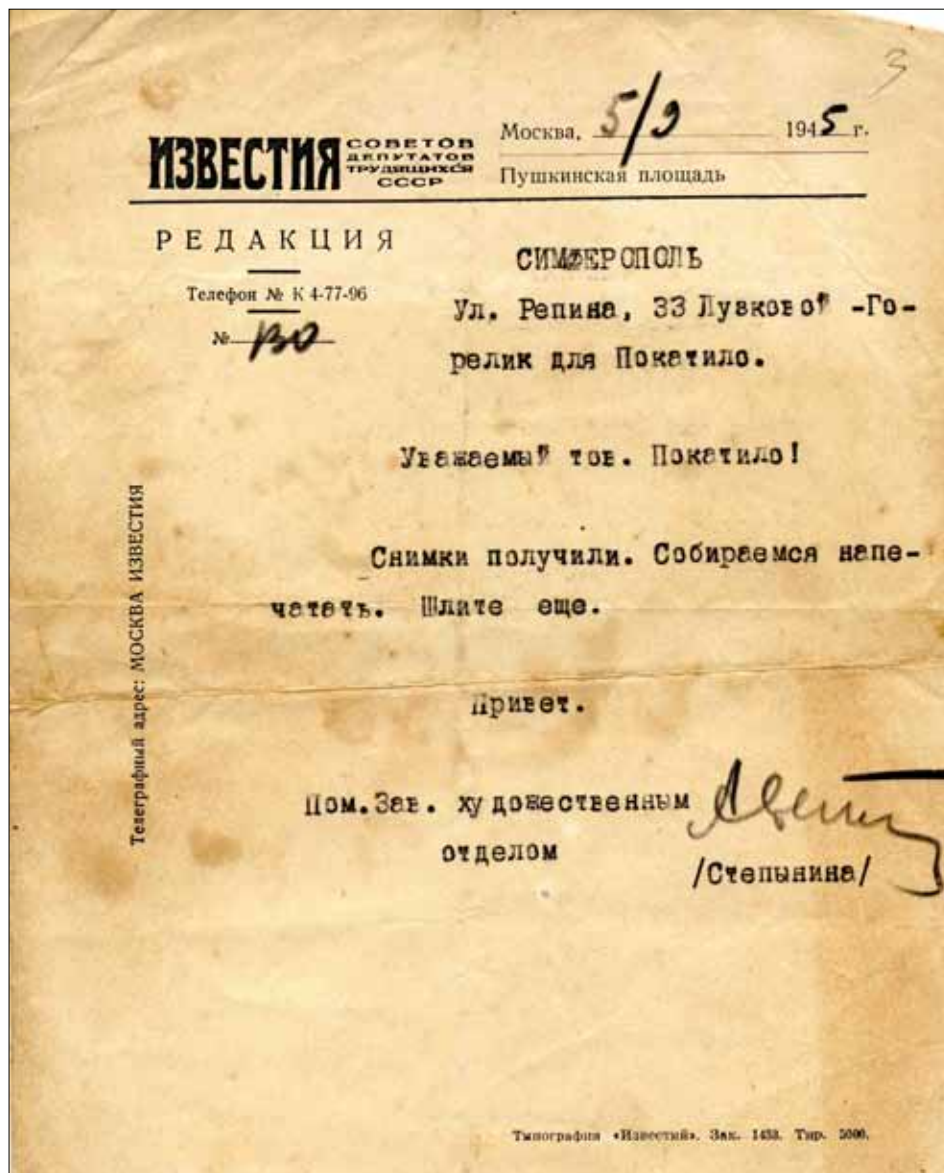 3
ИЗВЕСТИЯ
СОВЕТОВ
ДЕПУТАТОВ
ТРУДЯЩИХСЯ
СССР
Москва, 5/9 1945 г.
Пушкинская площадь
РЕДАКЦИЯ
Телефон № К 4-77-96
№ 130
СИМФЕРОПОЛЬ
Ул. Репина, 33 Лузковой -Го-
релик для Покатило.
Уважаемый тов. Покатило!
Снимки получили. Собираемся напе-
чатать. Шлите еще.
Привет.
Пом.Зав. художественным
отделом
/Степынина/
Телеграфный адрес: МОСКВА ИЗВЕСТИЯ
Типография «Известий». Зак. 1433. Тир. 5000.